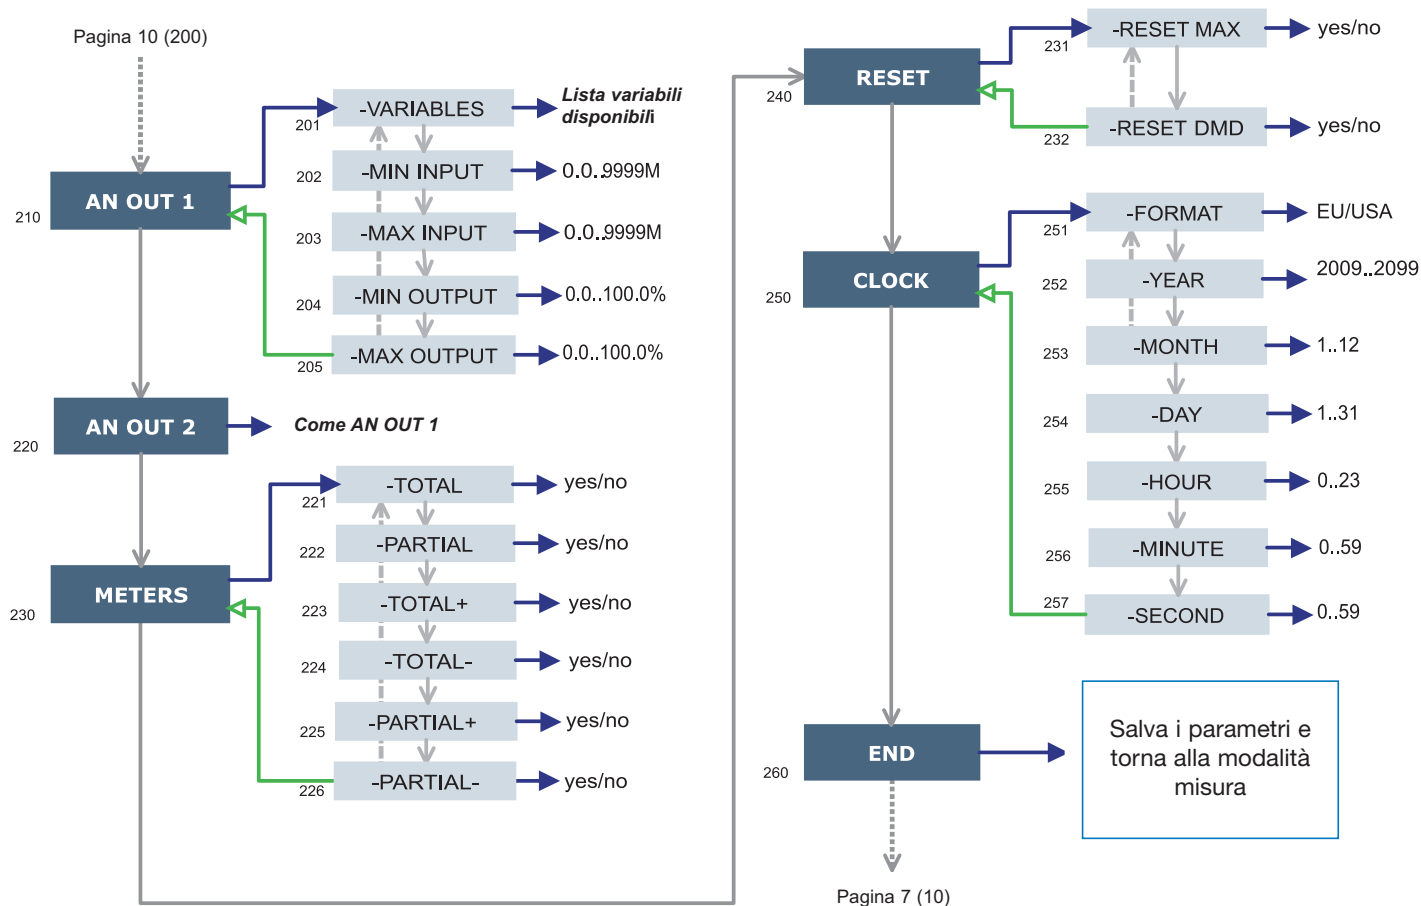 Pagina 10 (200)
210
AN OUT 1
201
-VARIABLES
Lista variabili
disponibili
202
-MIN INPUT
0.0..9999M
203
-MAX INPUT
0.0..9999M
204
-MIN OUTPUT
0.0..100.0%
205
-MAX OUTPUT
0.0..100.0%
220
AN OUT 2
Come AN OUT 1
230
METERS
221
-TOTAL
yes/no
222
-PARTIAL
yes/no
223
-TOTAL+
yes/no
224
-TOTAL-
yes/no
225
-PARTIAL+
yes/no
226
-PARTIAL-
yes/no
240
RESET
231
-RESET MAX
yes/no
232
-RESET DMD
yes/no
250
CLOCK
251
-FORMAT
EU/USA
252
-YEAR
2009..2099
253
-MONTH
1..12
254
-DAY
1..31
255
-HOUR
0..23
256
-MINUTE
0..59
257
-SECOND
0..59
260
END
Salva i parametri e
torna alla modalità
misura
Pagina 7 (10)